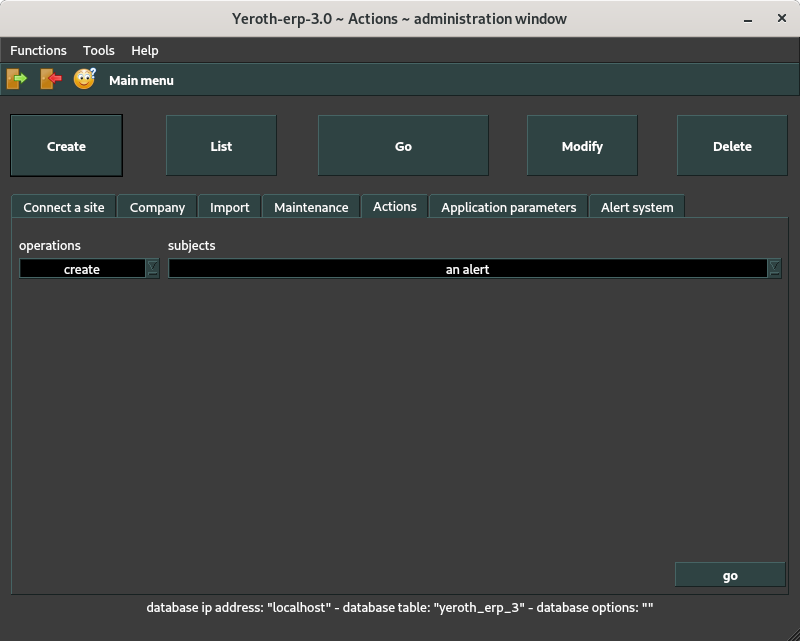 Yeroth-erp-3.0 ~ Actions ~ administration window
Functions Tools Help
Main menu
Create List Go Modify Delete
Connect a site Company Import Maintenance Actions Application parameters Alert system
operations subjects
create an alert
go
database ip address: "localhost" - database table: "yeroth_erp_3" - database options: ""